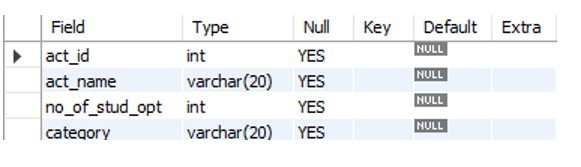 Field Type Null Key Default Extra
act_id int YES NULL
act_name varchar(20) YES NULL
no_of_stud_opt int YES NULL
category varchar(20) YES NULL